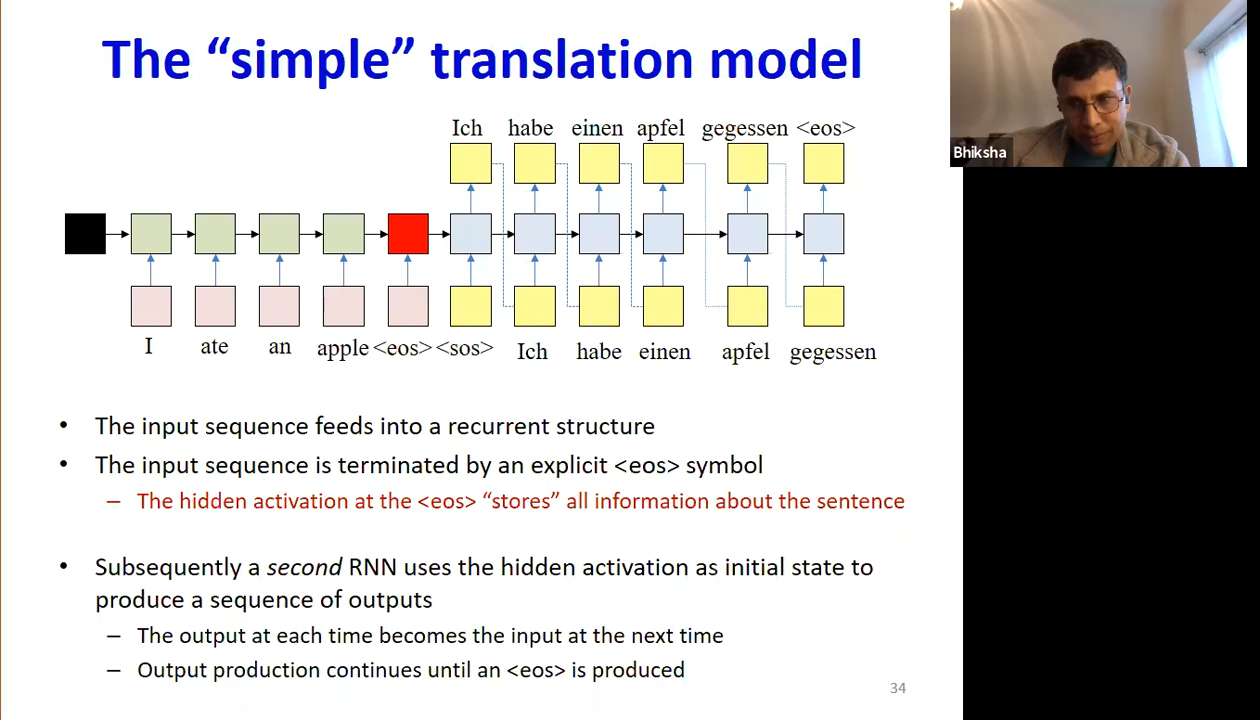 The “simple” translation model
Bhiksha
Ich habe einen apfel gegessen <eos>
I ate an apple <eos> <sos> Ich habe einen apfel gegessen
• The input sequence feeds into a recurrent structure
• The input sequence is terminated by an explicit <eos> symbol
– The hidden activation at the <eos> “stores” all information about the sentence
• Subsequently a second RNN uses the hidden activation as initial state to
produce a sequence of outputs
– The output at each time becomes the input at the next time
– Output production continues until an <eos> is produced
34